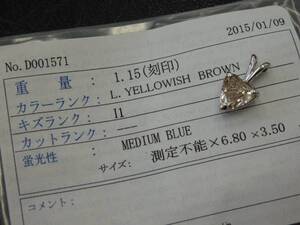 No.D001571 2015/01/09
重量： 1.15(刻印)
カラーランク： L. YELLOWISH BROWN
キズランク： I1
カットランク： ---
蛍光性： MEDIUM BLUE
サイズ： 測定不能×6.80×3.50
コメント：